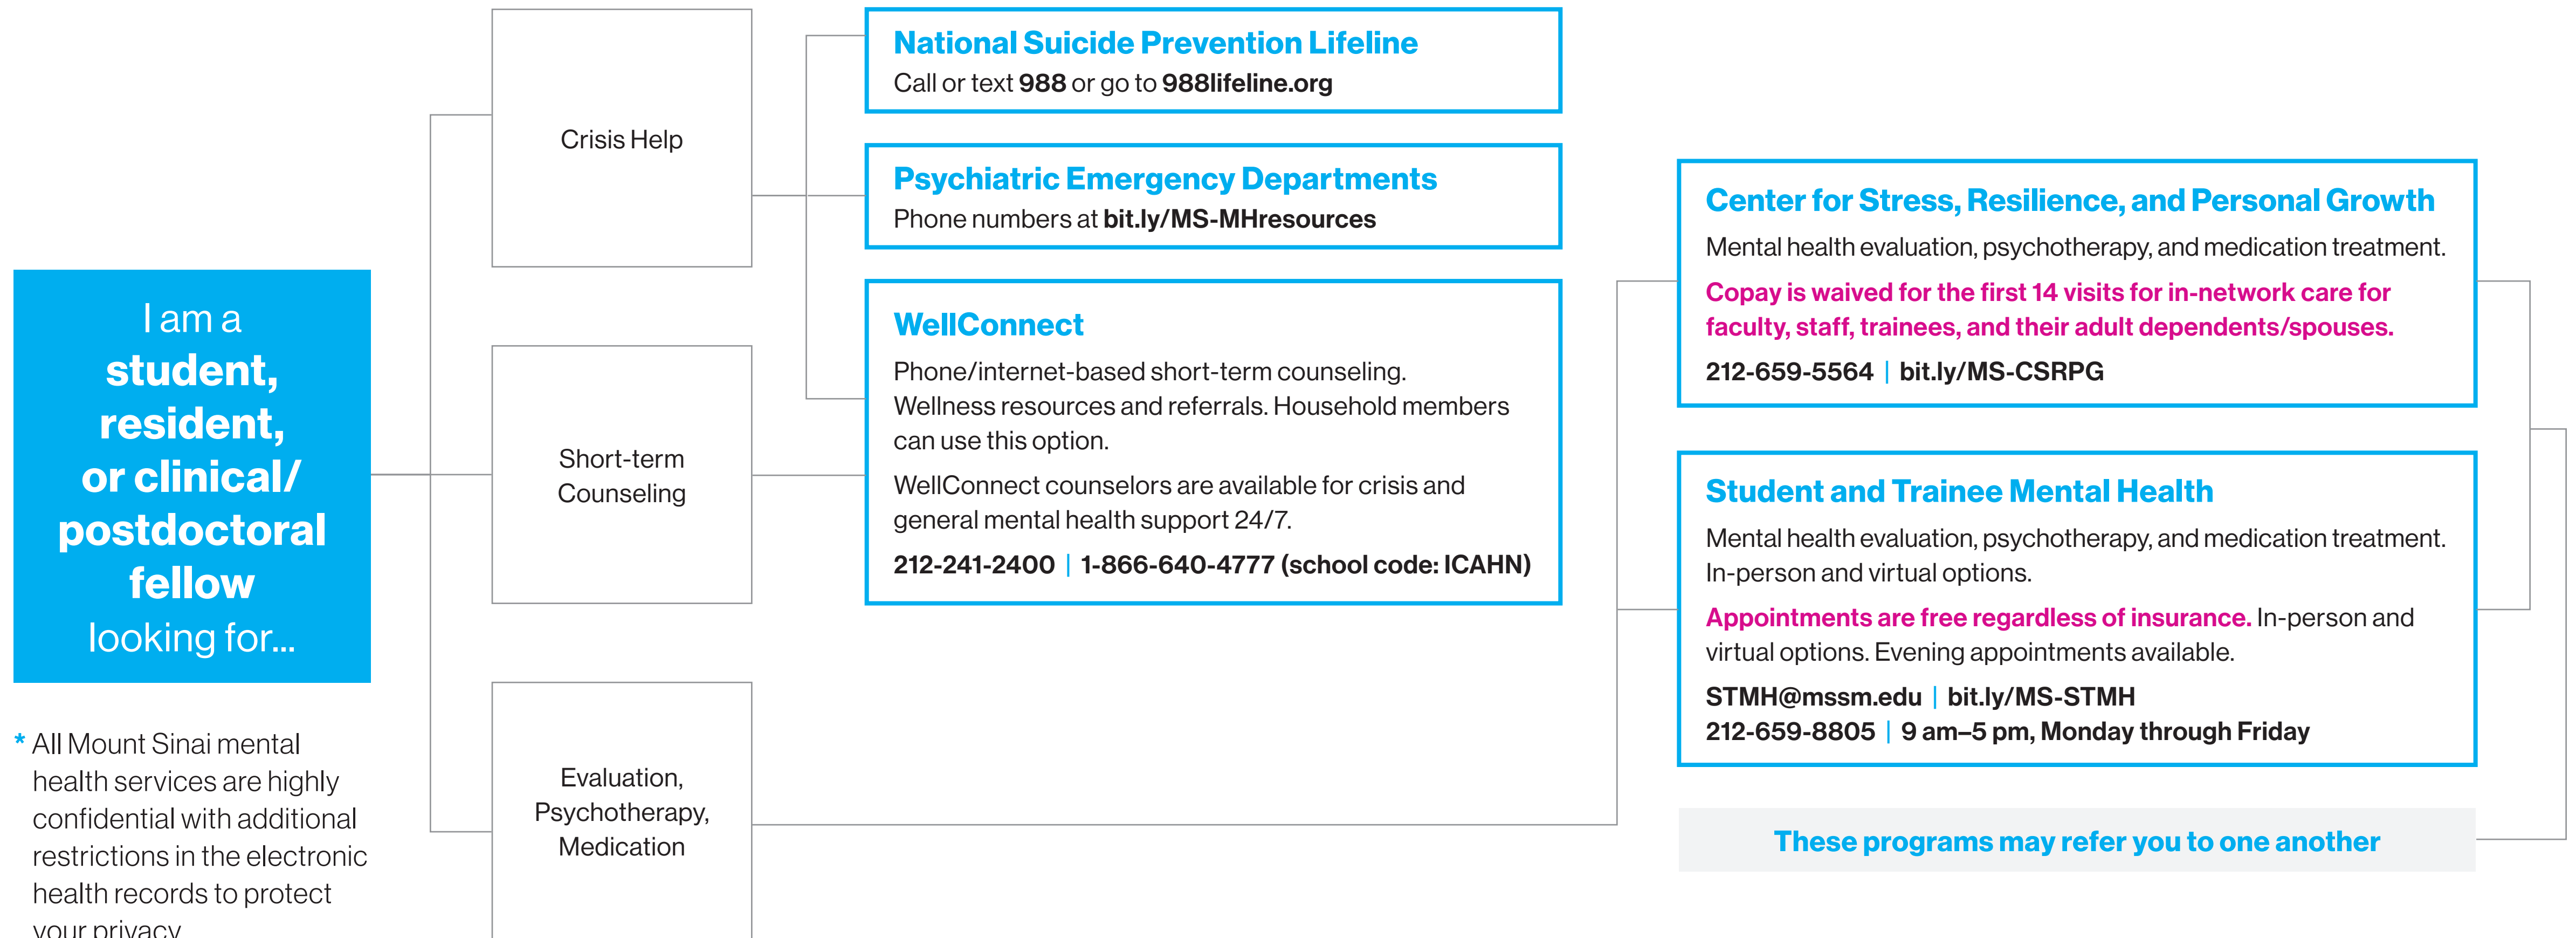 I am a
student,
resident,
or clinical/
postdoctoral
fellow
looking for...
* All Mount Sinai mental
health services are highly
confidential with additional
restrictions in the electronic
health records to protect
your privacy
Crisis Help
Short-term
Counseling
Evaluation,
Psychotherapy,
Medication
National Suicide Prevention Lifeline
Call or text 988 or go to 988lifeline.org
Psychiatric Emergency Departments
Phone numbers at bit.ly/MS-MHresources
WellConnect
Phone/internet-based short-term counseling.
Wellness resources and referrals. Household members
can use this option.
WellConnect counselors are available for crisis and
general mental health support 24/7.
212-241-2400 | 1-866-640-4777 (school code: ICAHN)
Center for Stress, Resilience, and Personal Growth
Mental health evaluation, psychotherapy, and medication treatment.
Copay is waived for the first 14 visits for in-network care for
faculty, staff, trainees, and their adult dependents/spouses.
212-659-5564 | bit.ly/MS-CSRPG
Student and Trainee Mental Health
Mental health evaluation, psychotherapy, and medication treatment.
In-person and virtual options.
Appointments are free regardless of insurance. In-person and
virtual options. Evening appointments available.
STMH@mssm.edu | bit.ly/MS-STMH
212-659-8805 | 9 am–5 pm, Monday through Friday
These programs may refer you to one another